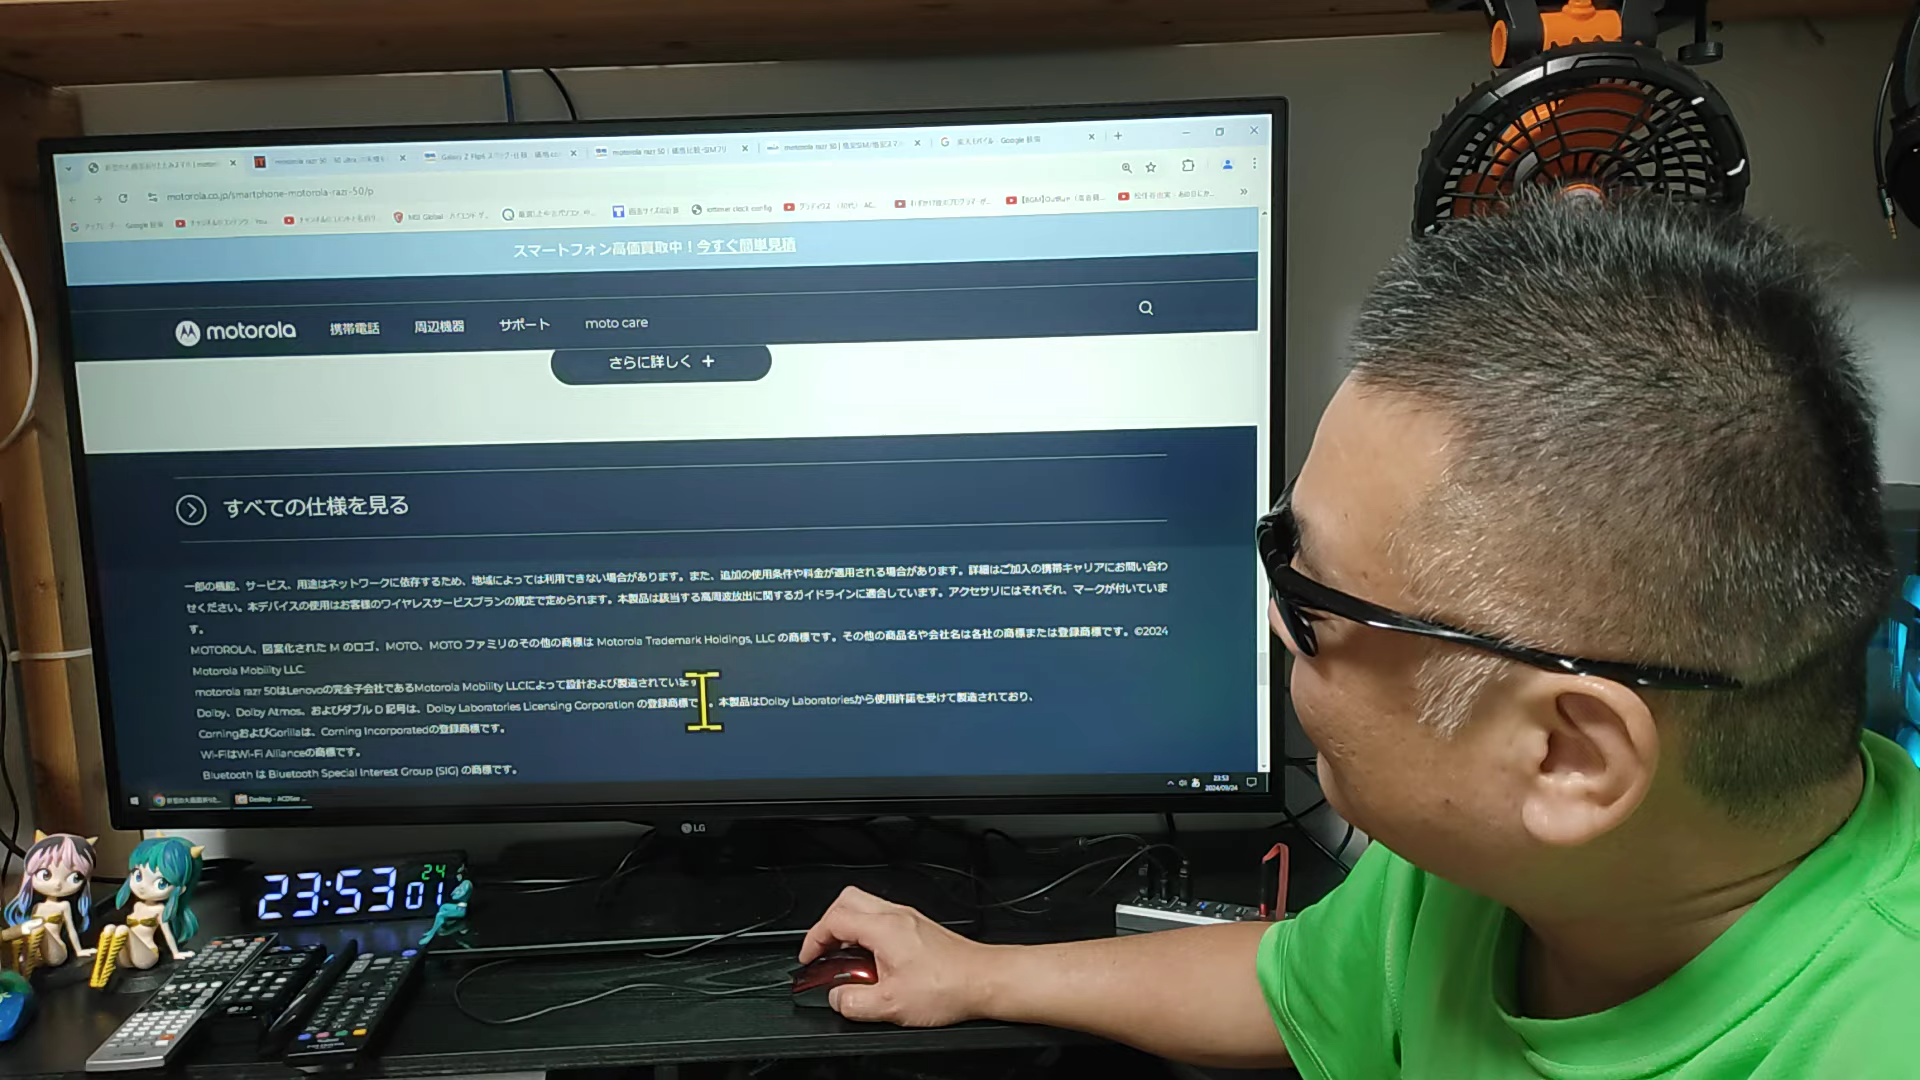 motorola razr 50
motorola.co.jp/smartphone-motorola-razr-50/p
スマートフォン高価買取中！今すぐ簡単見積
motorola 携帯電話 周辺機器 サポート moto care
さらに詳しく +
すべての仕様を見る
一部の機能、サービス、用途はネットワークに依存するため、地域によっては利用できない場合があります。また、追加の使用条件や料金が適用される場合があります。詳細はご加入の携帯キャリアにお問い合わ
せください。本デバイスの使用はお客様のワイヤレスサービスプランの規定で定められます。本製品は該当する高周波放出に関するガイドラインに適合しています。アクセサリにはそれぞれ、マークが付いていま
す。
MOTOROLA、図案化された M のロゴ、MOTO、MOTO ファミリのその他の商標は Motorola Trademark Holdings, LLC の商標です。その他の商品名や会社名は各社の商標または登録商標です。©2024
Motorola Mobility LLC.
motorola razr 50はLenovoの完全子会社であるMotorola Mobility LLCによって設計および製造されていま
Dolby、Dolby Atmos、およびダブル D 記号は、Dolby Laboratories Licensing Corporation の登録商標で 。本製品はDolby Laboratoriesから使用許諾を受けて製造されており、
CorningおよびGorillaは、Corning Incorporatedの登録商標です。
Wi-FiはWi-Fi Allianceの商標です。
Bluetooth は Bluetooth Special Interest Group (SIG) の商標です。
あ
23:53
2024/09/24
LG
23:53 01
24
LG